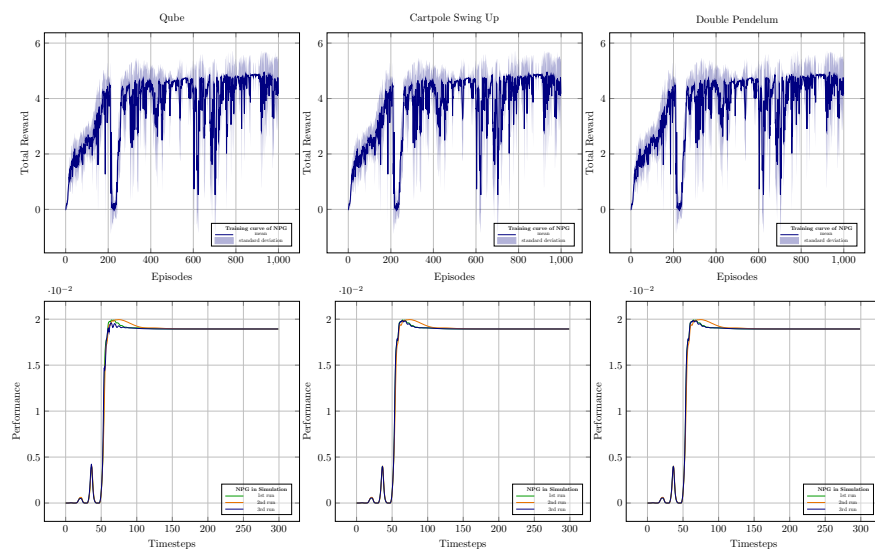 Qube
Cartpole Swing Up
Double Pendelum
6
4
2
0
Total Reward
0 200 400 600 800 1,000
Episodes
Training curve of NPG
mean
standard deviation
6
4
2
0
Total Reward
0 200 400 600 800 1,000
Episodes
Training curve of NPG
mean
standard deviation
6
4
2
0
Total Reward
0 200 400 600 800 1,000
Episodes
Training curve of NPG
mean
standard deviation
·10−2
2
1.5
1
0.5
0
Performance
0 50 100 150 200 250 300
Timesteps
NPG in Simulation
1st run
2nd run
3rd run
·10−2
2
1.5
1
0.5
0
Performance
0 50 100 150 200 250 300
Timesteps
NPG in Simulation
1st run
2nd run
3rd run
·10−2
2
1.5
1
0.5
0
Performance
0 50 100 150 200 250 300
Timesteps
NPG in Simulation
1st run
2nd run
3rd run